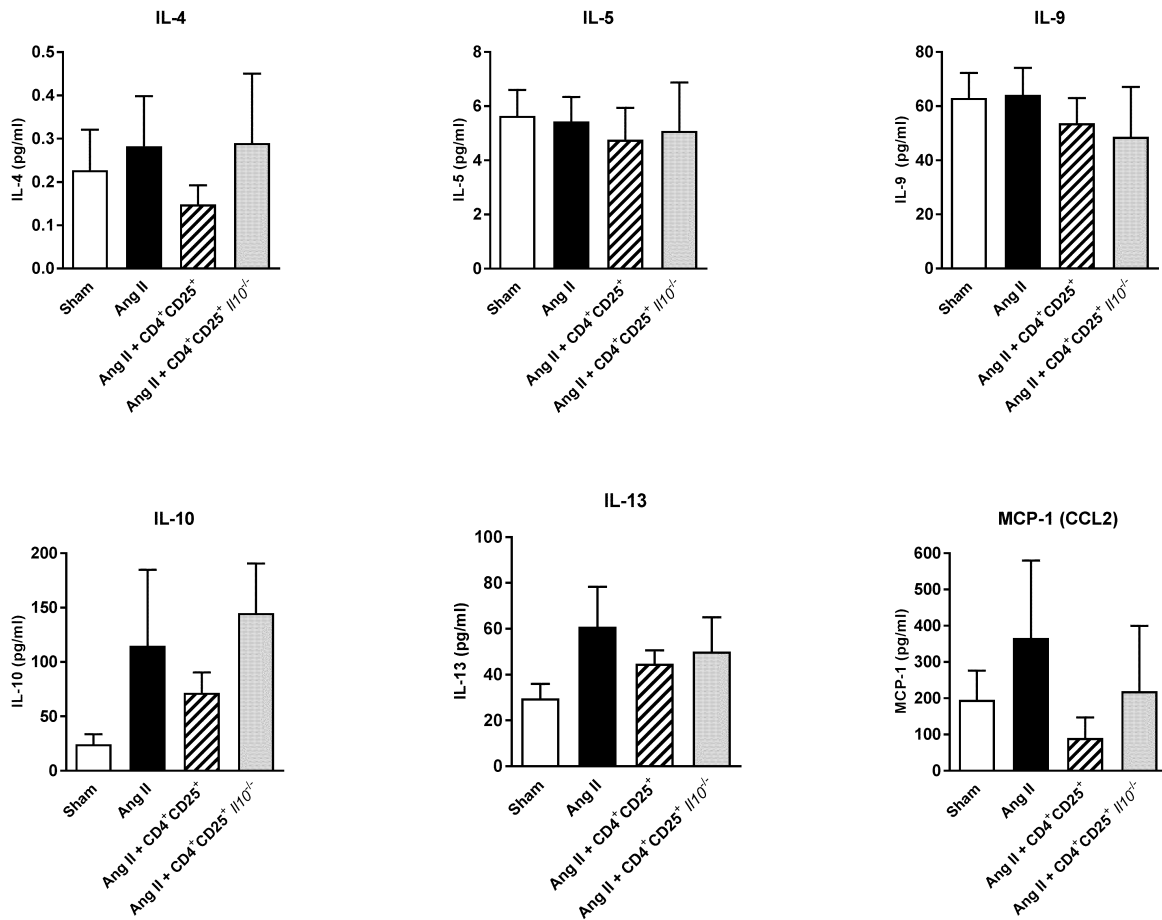 IL-4
IL-4 (pg/ml)
0.5
0.4
0.3
0.2
0.1
0.0
Sham
Ang II
Ang II + CD4⁺CD25⁺
Ang II + CD4⁺CD25⁺ Il10⁻/⁻
IL-5
IL-5 (pg/ml)
8
6
4
2
0
Sham
Ang II
Ang II + CD4⁺CD25⁺
Ang II + CD4⁺CD25⁺ Il10⁻/⁻
IL-9
IL-9 (pg/ml)
80
60
40
20
0
Sham
Ang II
Ang II + CD4⁺CD25⁺
Ang II + CD4⁺CD25⁺ Il10⁻/⁻
IL-10
IL-10 (pg/ml)
200
150
100
50
0
Sham
Ang II
Ang II + CD4⁺CD25⁺
Ang II + CD4⁺CD25⁺ Il10⁻/⁻
IL-13
IL-13 (pg/ml)
100
80
60
40
20
0
Sham
Ang II
Ang II + CD4⁺CD25⁺
Ang II + CD4⁺CD25⁺ Il10⁻/⁻
MCP-1 (CCL2)
MCP-1 (pg/ml)
600
500
400
300
200
100
0
Sham
Ang II
Ang II + CD4⁺CD25⁺
Ang II + CD4⁺CD25⁺ Il10⁻/⁻